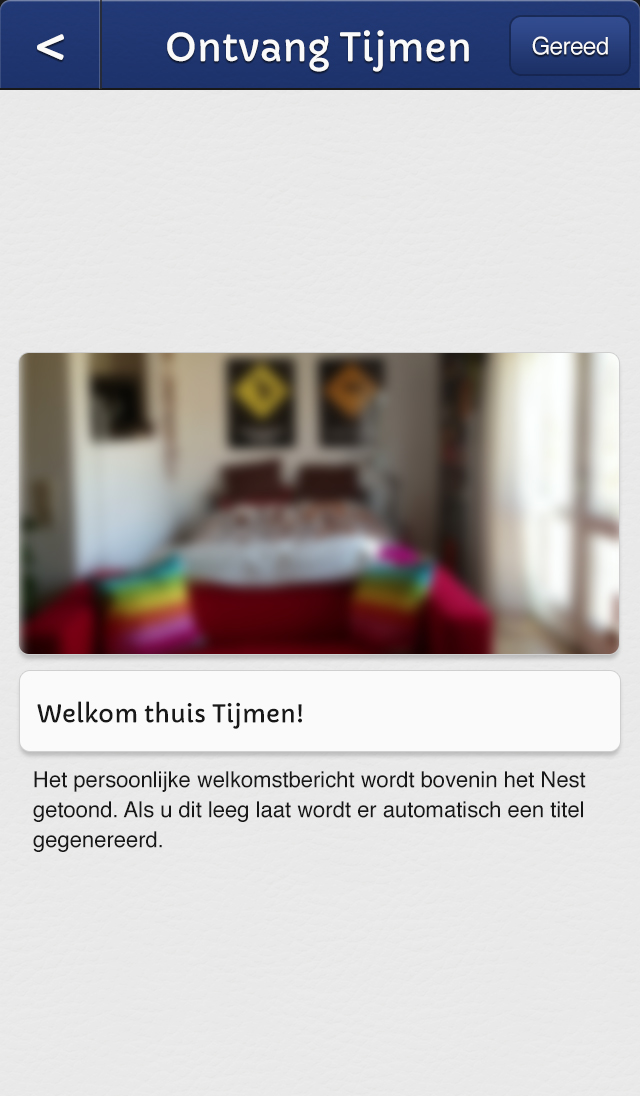 <
Ontvang Tijmen
Gereed
Welkom thuis Tijmen!
Het persoonlijke welkomstbericht wordt bovenin het Nest
getoond. Als u dit leeg laat wordt er automatisch een titel
gegenereerd.